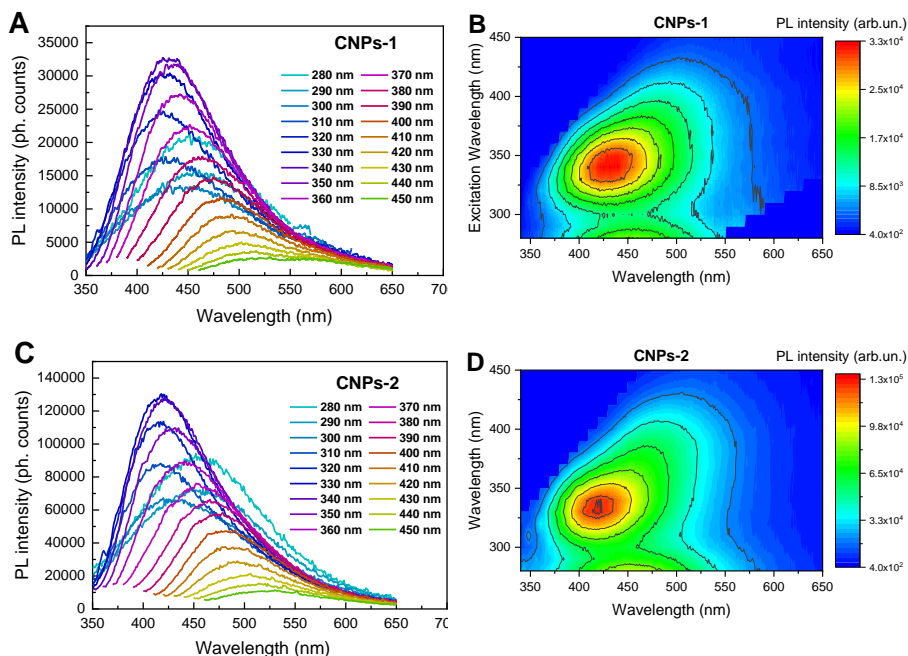 A
CNPs-1
PL intensity (ph. counts)
35000
30000
25000
20000
15000
10000
5000
0
280 nm 370 nm
290 nm 380 nm
300 nm 390 nm
310 nm 400 nm
320 nm 410 nm
330 nm 420 nm
340 nm 430 nm
350 nm 440 nm
360 nm 450 nm
350 400 450 500 550 600 650 70
Wavelength (nm)
B
CNPs-1
PL intensity (arb.un.)
Excitation Wavelength (nm)
450
400
350
300
350 400 450 500 550 600 650
Wavelength (nm)
3.3x10⁴
2.5x10⁴
1.7x10⁴
8.5x10³
4.0x10²
C
CNPs-2
PL intensity (ph. counts)
140000
120000
100000
80000
60000
40000
20000
0
280 nm 370 nm
290 nm 380 nm
300 nm 390 nm
310 nm 400 nm
320 nm 410 nm
330 nm 420 nm
340 nm 430 nm
350 nm 440 nm
360 nm 450 nm
350 400 450 500 550 600 650 70
Wavelength (nm)
D
CNPs-2
PL intensity (arb.un.)
Wavelength (nm)
450
400
350
300
350 400 450 500 550 600 650
Wavelength (nm)
1.3x10⁵
9.8x10⁴
6.5x10⁴
3.3x10⁴
4.0x10²